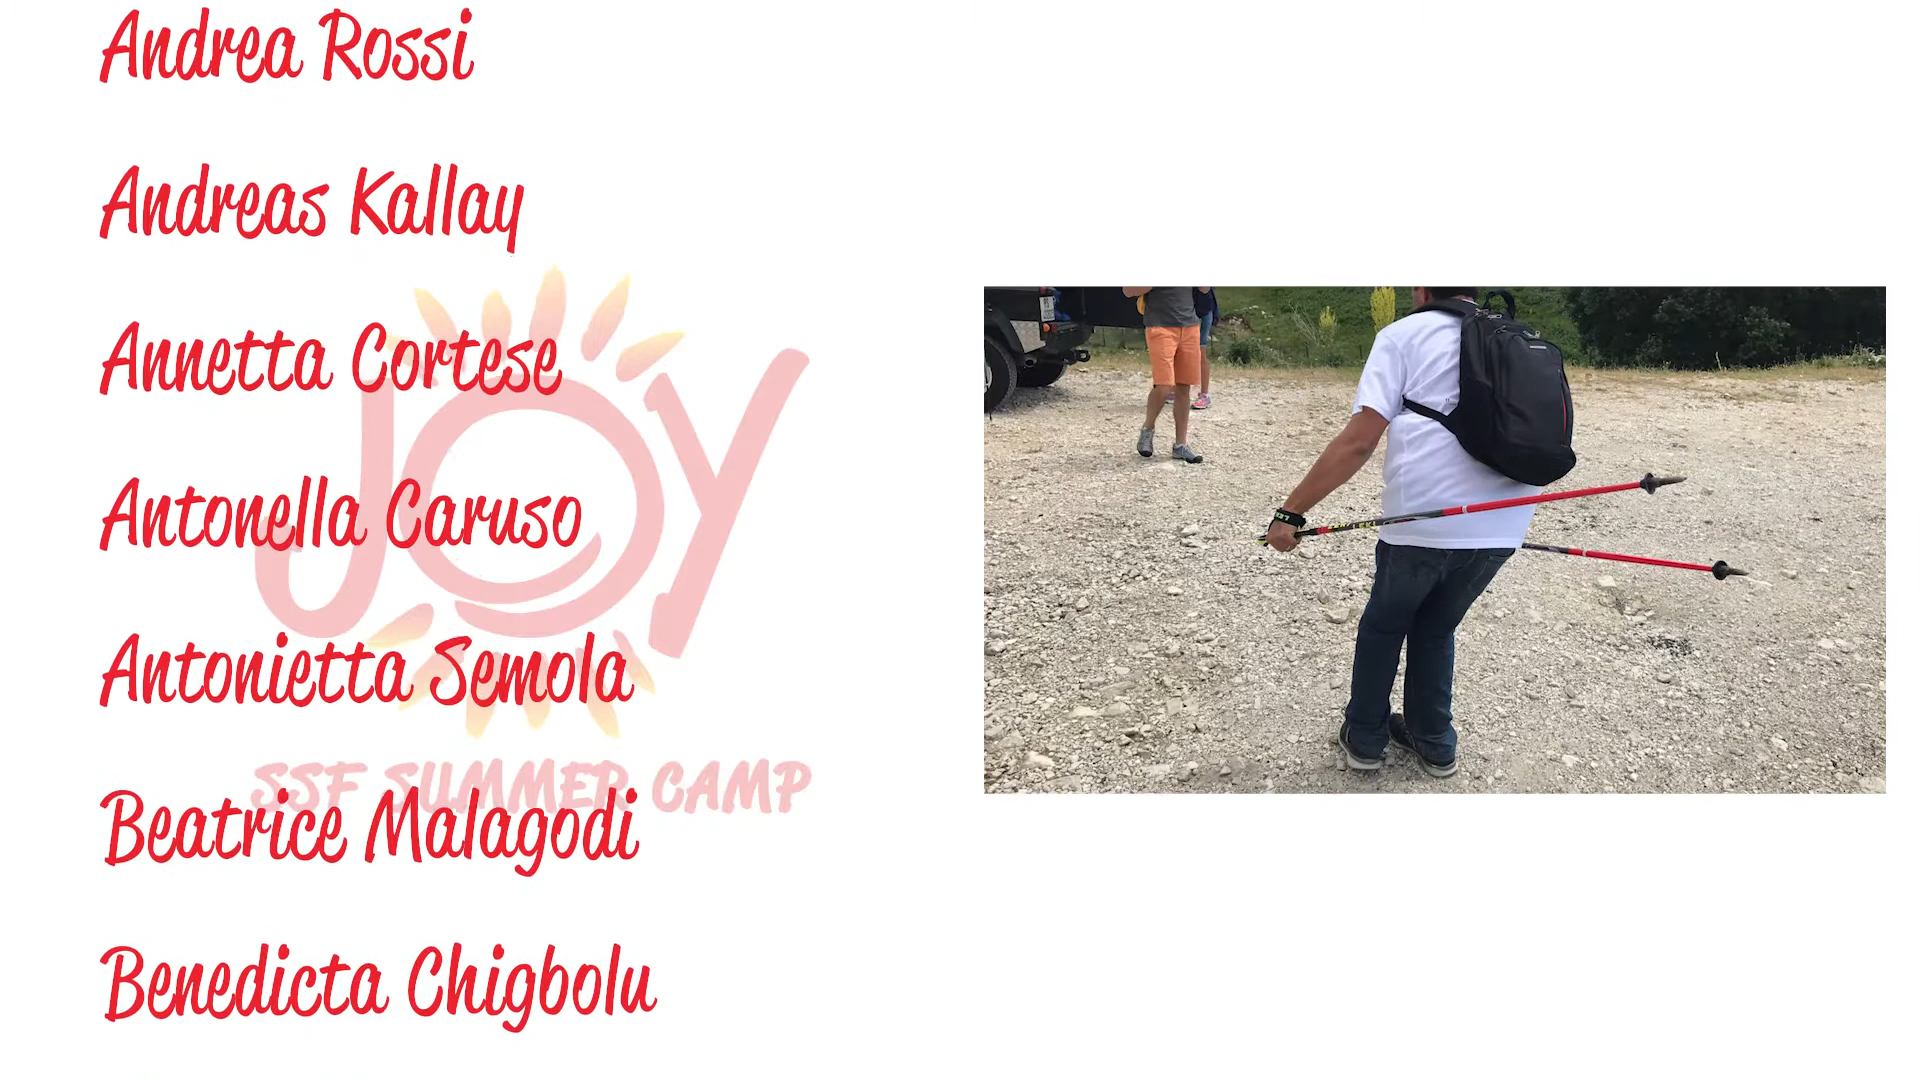 Andrea Rossi
Andreas Kallay
Annetta Cortese
JOY
Antonella Caruso
Antonietta Semola
SSF SUMMER CAMP
Beatrice Malagodi
Benedicta Chigbolu